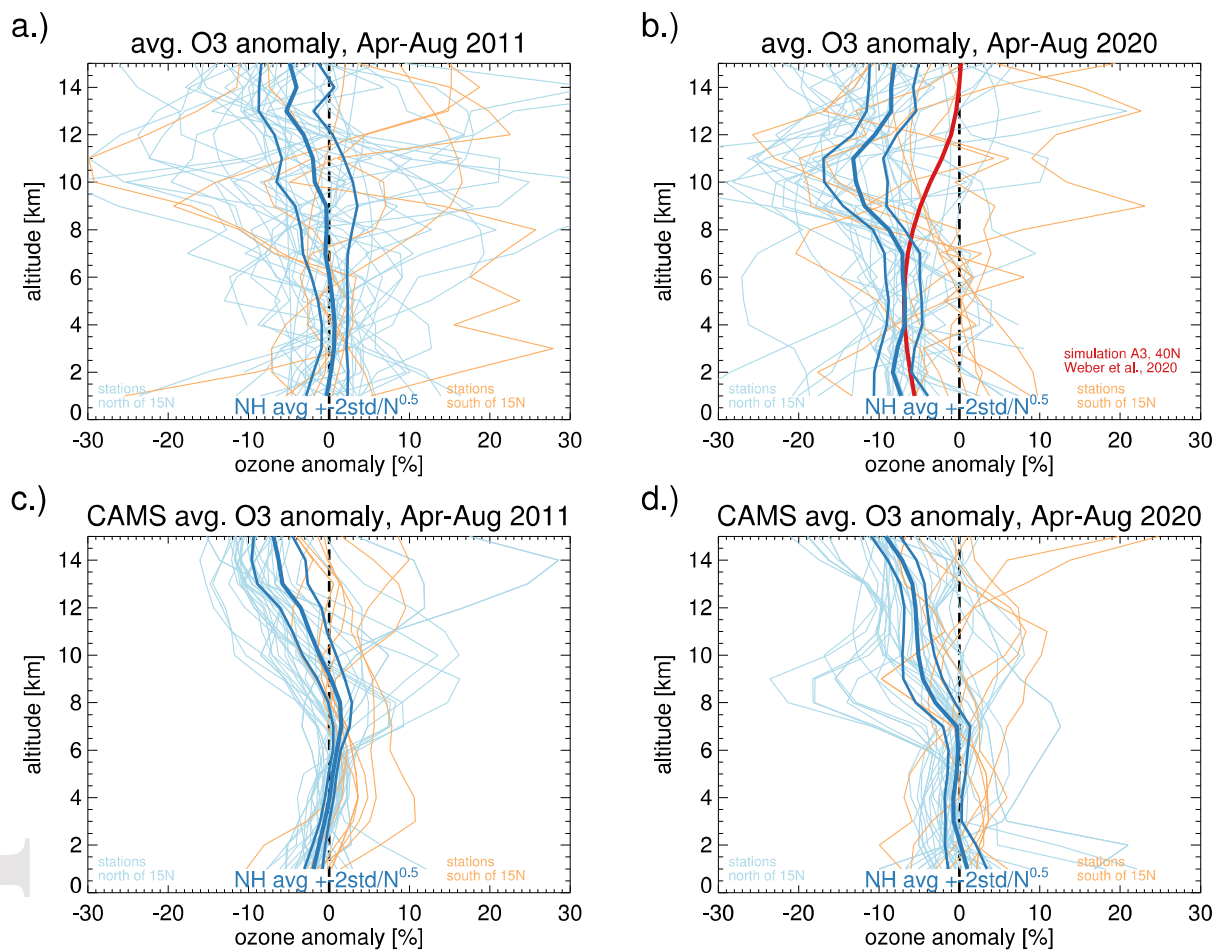 a.)
avg. O3 anomaly, Apr-Aug 2011
14
12
10
8
6
4
2
0
altitude [km]
stations
north of 15N
stations
south of 15N
NH avg +-2std/N^0.5
-30 -20 -10 0 10 20 30
ozone anomaly [%]
b.)
avg. O3 anomaly, Apr-Aug 2020
14
12
10
8
6
4
2
0
altitude [km]
simulation A3, 40N
Weber et al., 2020
stations
north of 15N
stations
south of 15N
NH avg +-2std/N^0.5
-30 -20 -10 0 10 20 30
ozone anomaly [%]
c.)
CAMS avg. O3 anomaly, Apr-Aug 2011
14
12
10
8
6
4
2
0
altitude [km]
stations
north of 15N
stations
south of 15N
NH avg +-2std/N^0.5
-30 -20 -10 0 10 20 30
ozone anomaly [%]
d.)
CAMS avg. O3 anomaly, Apr-Aug 2020
14
12
10
8
6
4
2
0
altitude [km]
stations
north of 15N
stations
south of 15N
NH avg +-2std/N^0.5
-30 -20 -10 0 10 20 30
ozone anomaly [%]